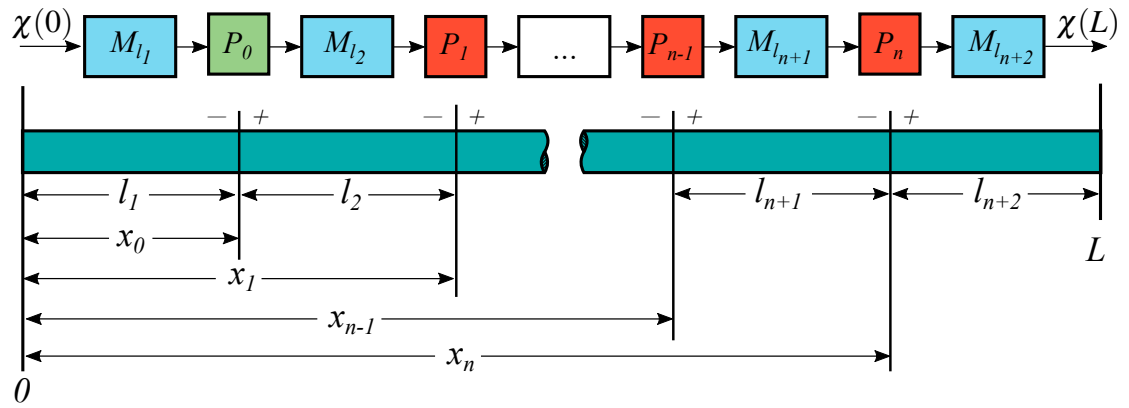 χ(0) M_{l_1} P_0 M_{l_2} P_1 ... P_{n-1} M_{l_{n+1}} P_n M_{l_{n+2}} χ(L)
− + − + − + − +
l_1 l_2 l_{n+1} l_{n+2}
x_0 L
x_1
x_{n-1}
x_n
0